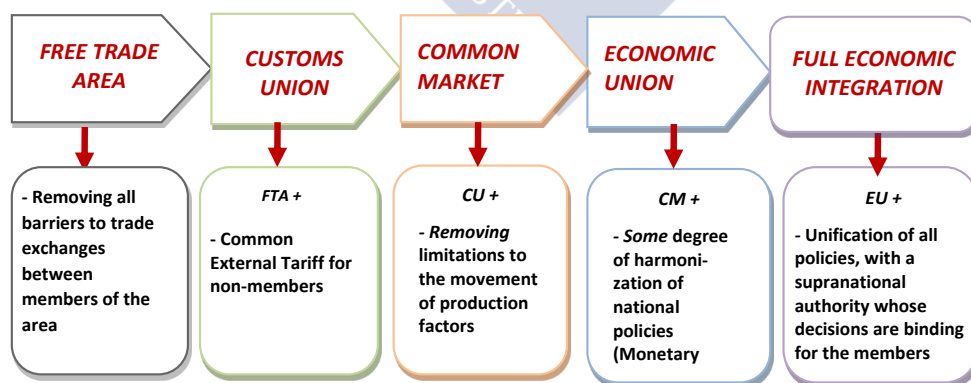 FREE TRADE
AREA
CUSTOMS
UNION
COMMON
MARKET
ECONOMIC
UNION
FULL ECONOMIC
INTEGRATION
- Removing all
barriers to trade
exchanges
between
members of the
area
FTA +
- Common
External Tariff for
non-members
CU +
- Removing
limitations to
the movement
of production
factors
CM +
- Some degree
of harmoni-
zation of
national
policies
(Monetary
EU +
- Unification of all
policies, with a
supranational
authority whose
decisions are binding
for the members